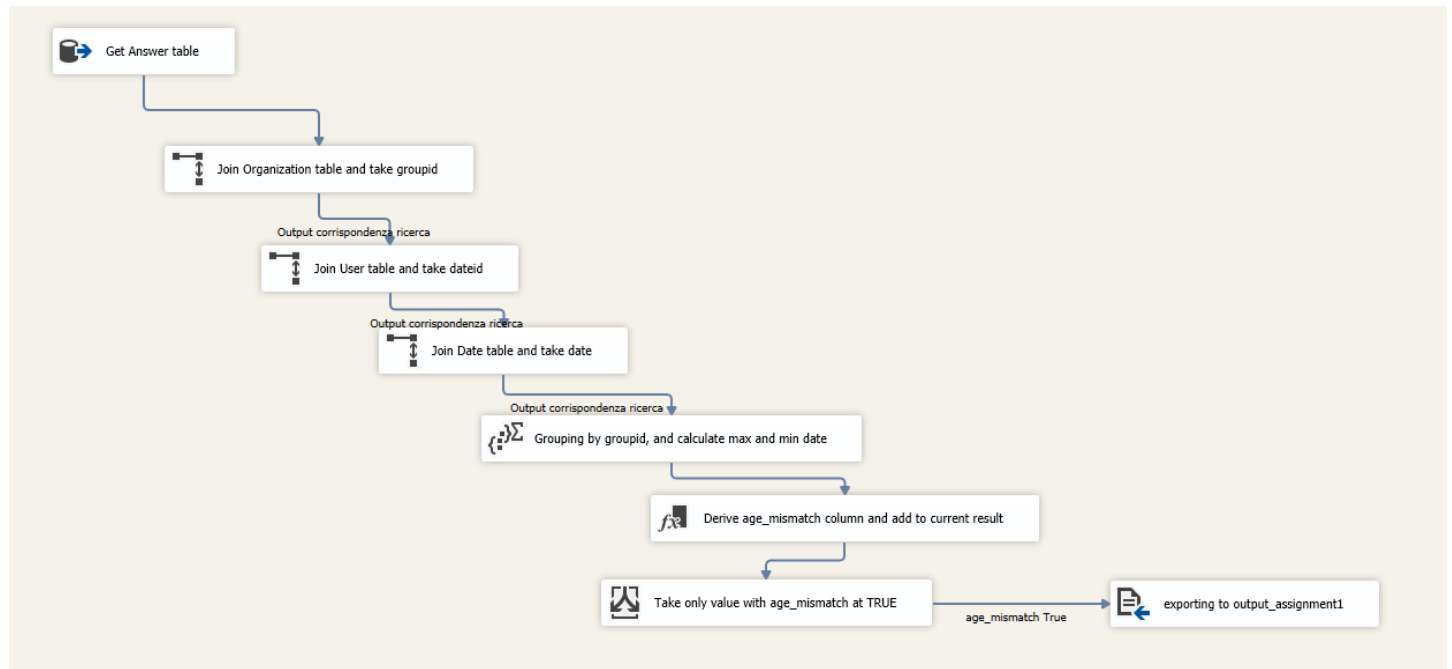 Get Answer table
Join Organization table and take groupid
Output corrispondenza ricerca
Join User table and take dateid
Output corrispondenza ricerca
Join Date table and take date
Output corrispondenza ricerca
Grouping by groupid, and calculate max and min date
Derive age_mismatch column and add to current result
Take only value with age_mismatch at TRUE
age_mismatch True
exporting to output_assignment1